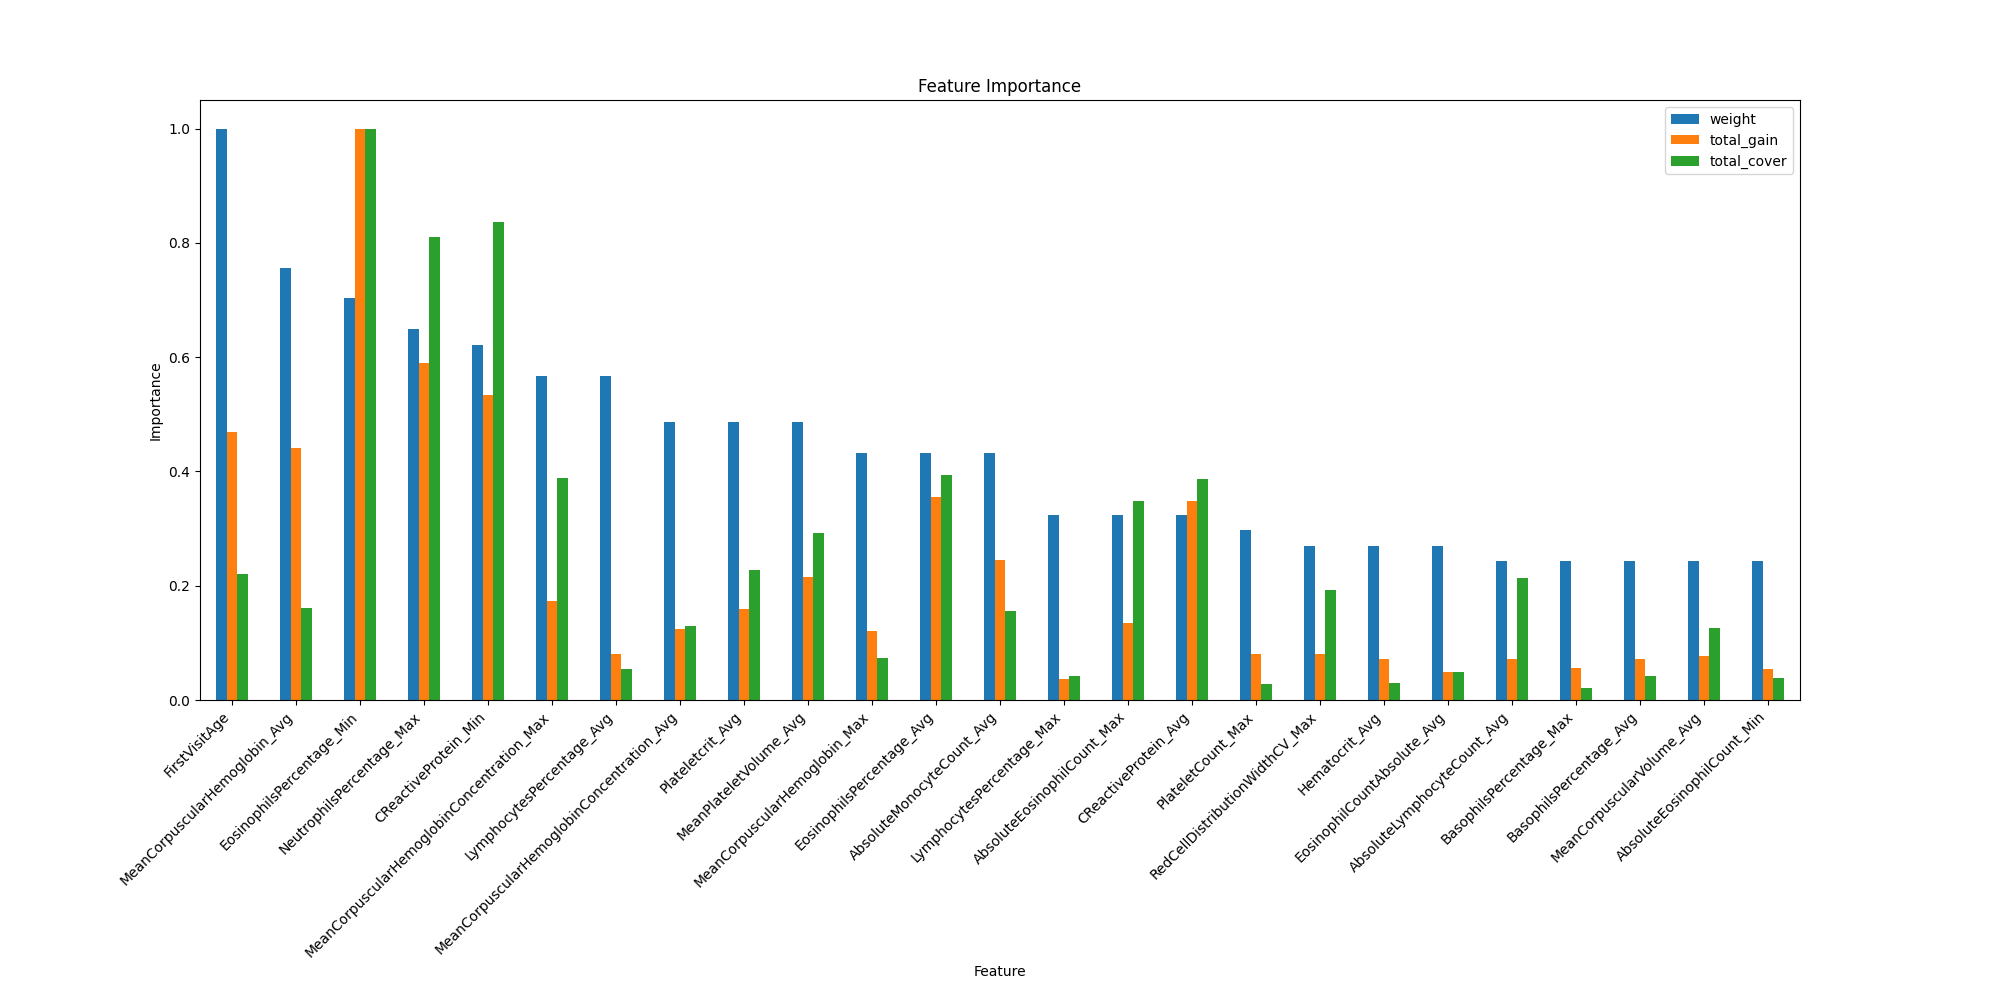 Feature Importance
weight
total_gain
total_cover
Importance
1.0
0.8
0.6
0.4
0.2
0.0
FirstVisitAge
MeanCorpuscularHemoglobin_Avg
EosinophilsPercentage_Min
NeutrophilsPercentage_Max
CReactiveProtein_Min
MeanCorpuscularHemoglobinConcentration_Max
LymphocytesPercentage_Avg
MeanCorpuscularHemoglobinConcentration_Avg
Plateletcrit_Avg
MeanPlateletVolume_Avg
MeanCorpuscularHemoglobin_Max
EosinophilsPercentage_Avg
AbsoluteMonocyteCount_Avg
LymphocytesPercentage_Max
AbsoluteEosinophilCount_Max
CReactiveProtein_Avg
PlateletCount_Max
RedCellDistributionWidthCV_Max
Hematocrit_Avg
EosinophilCountAbsolute_Avg
AbsoluteLymphocyteCount_Avg
BasophilsPercentage_Max
BasophilsPercentage_Avg
MeanCorpuscularVolume_Avg
AbsoluteEosinophilCount_Min
Feature